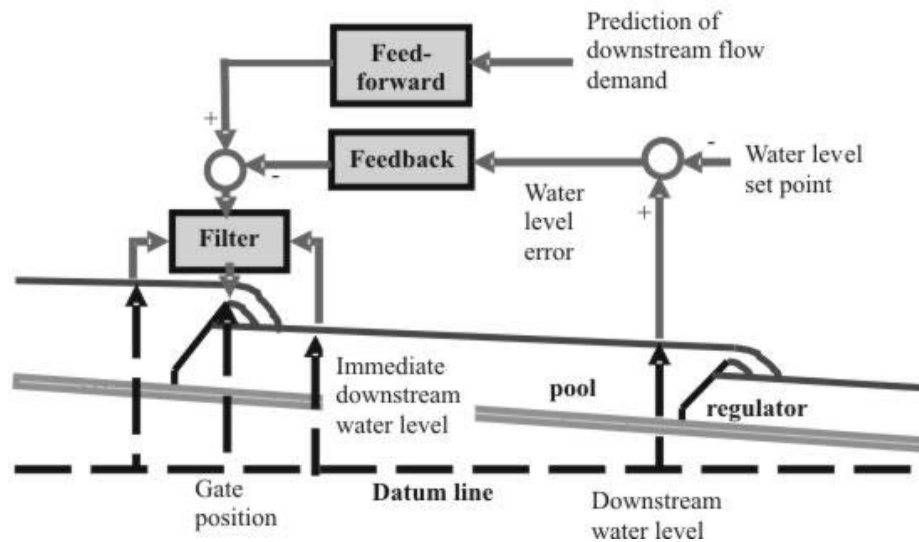 Prediction of
downstream flow
demand
Feed-
forward
+
Feedback
-
-
Water level
set point
Water
level
error
+
Filter
Immediate
downstream
water level
pool
regulator
Gate
position
Datum line
Downstream
water level